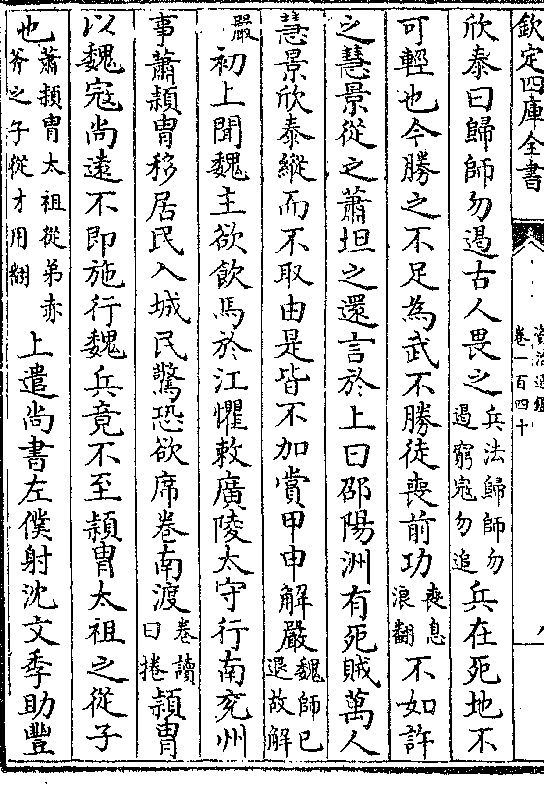 欽定四庫全書
資治通鑑
卷一百四十
八
欣泰曰歸師勿遏古人畏之兵法歸師勿遏窮寇勿追兵在死地不
可輕也今勝之不足為武不勝徒喪前功喪息浪翻不如許
之慧景從之蕭坦之還言於上曰邵陽洲有死賊萬人
慧景欣泰縱而不取由是皆不加賞甲申解嚴魏師已退故解
嚴初上聞魏主欲飲馬於江懼敕廣陵太守行南兖州
事蕭穎胄移居民入城民驚恐欲席卷南渡卷讀曰捲穎胄
以魏寇尚遠不即施行魏兵竟不至穎胄太祖之從子
也蕭穎胄太祖從弟赤斧之子從才用翻上遣尚書左僕射沈文季助豐